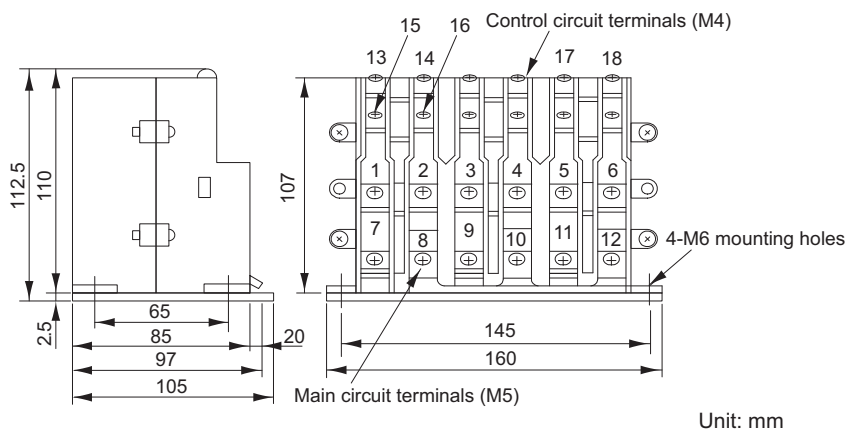 15 16 Control circuit terminals (M4)
13 14 17 18
112.5
110
107
1 2 3 4 5 6
7 8 9 10 11 12
4-M6 mounting holes
2.5
65
85 20
97
105
145
160
Main circuit terminals (M5)
Unit: mm